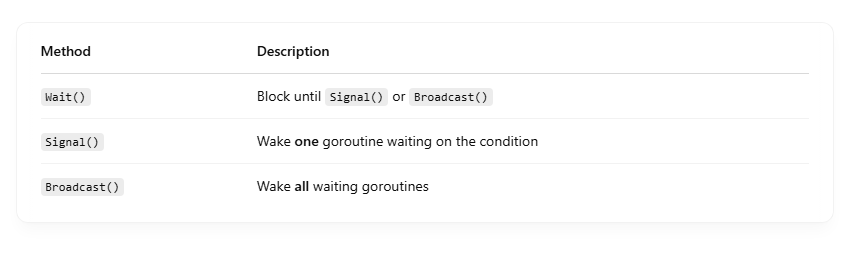 Method Description
Wait() Block until Signal() or Broadcast()
Signal() Wake one goroutine waiting on the condition
Broadcast() Wake all waiting goroutines